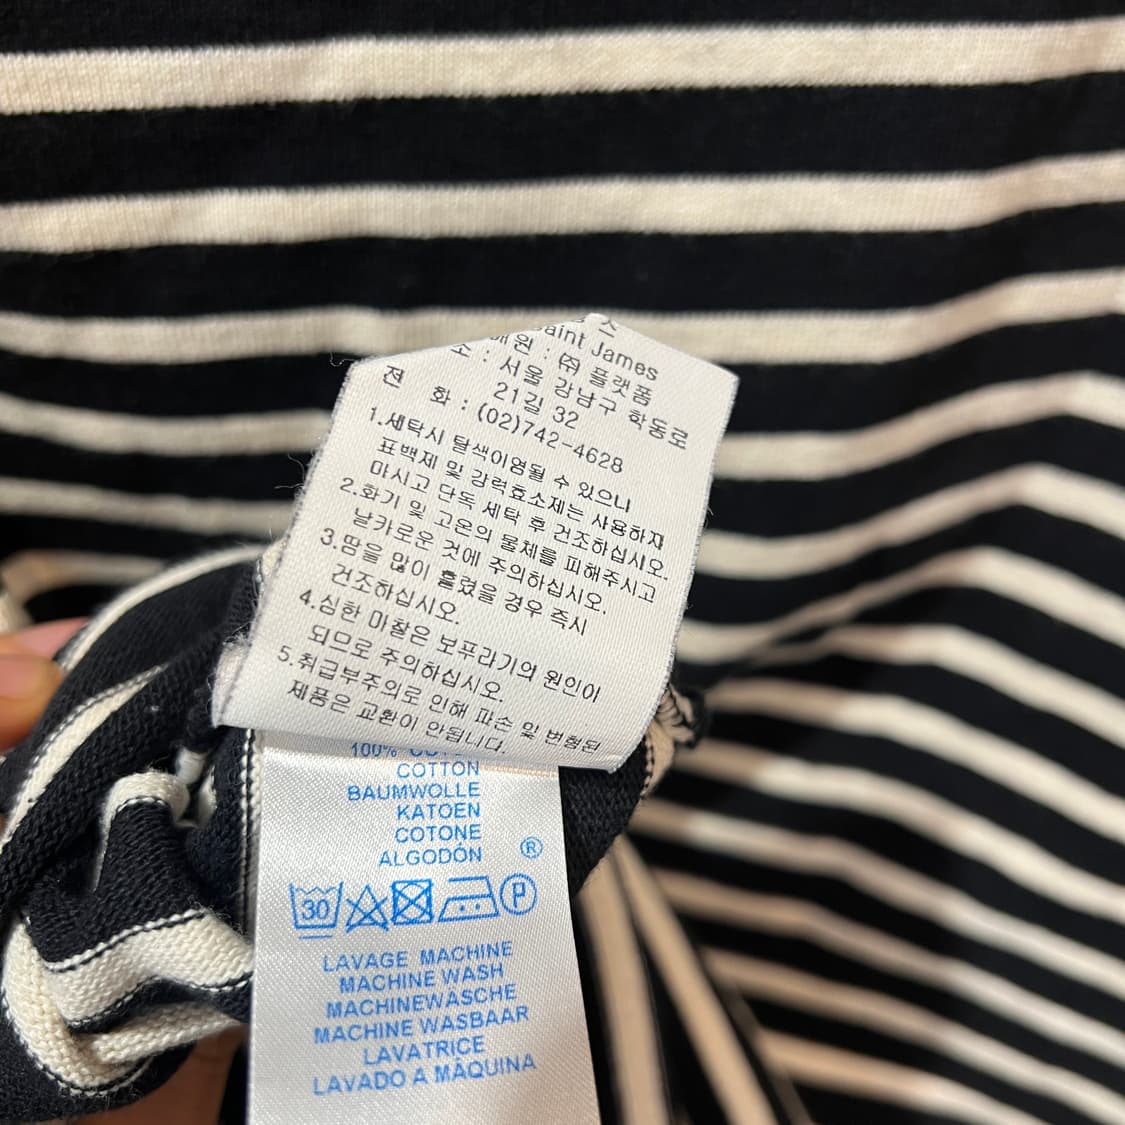 스
aint James
원 : ㈜ 플랫폼
소 : 서울 강남구 학동로
21길 32
전 화 : (02)742-4628
1.세탁시 탈색이염될 수 있으니
표백제 및 강력효소제는 사용하지
마시고 단독 세탁 후 건조하십시오.
2.화기 및 고온의 물체를 피해주시고
날카로운 것에 주의하십시오.
3.땀을 많이 흘렸을 경우 즉시
건조하십시오.
4.심한 마찰은 보푸라기의 원인이
되므로 주의하십시오.
5.취급부주의로 인해 파손 및 변형된
제품은 교환이 안됩니다.
100%
COTTON
BAUMWOLLE
KATOEN
COTONE
ALGODÓN ®
30 P
LAVAGE MACHINE
MACHINE WASH
MACHINEWASCHE
MACHINE WASBAAR
LAVATRICE
LAVADO A MÁQUINA